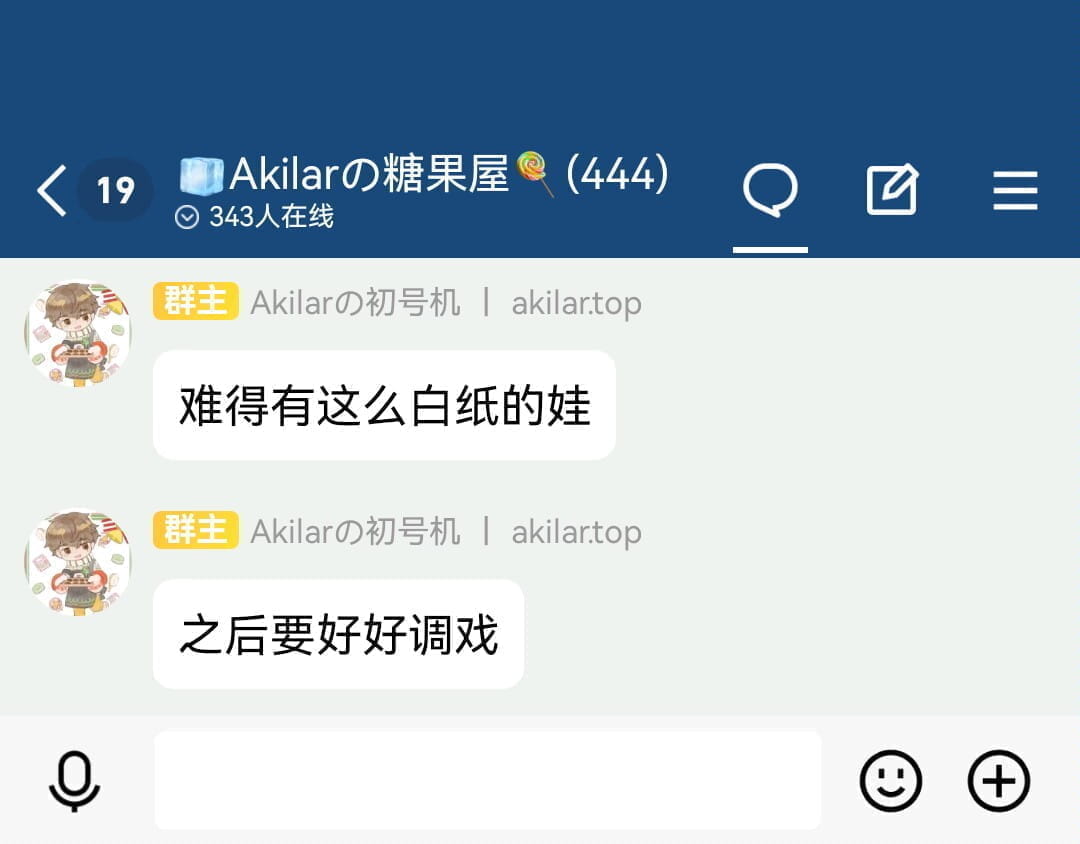 19
🧊Akilarの糖果屋🍭(444)
343人在线
群主 Akilarの初号机 | akilar.top
难得有这么白纸的娃
群主 Akilarの初号机 | akilar.top
之后要好好调戏